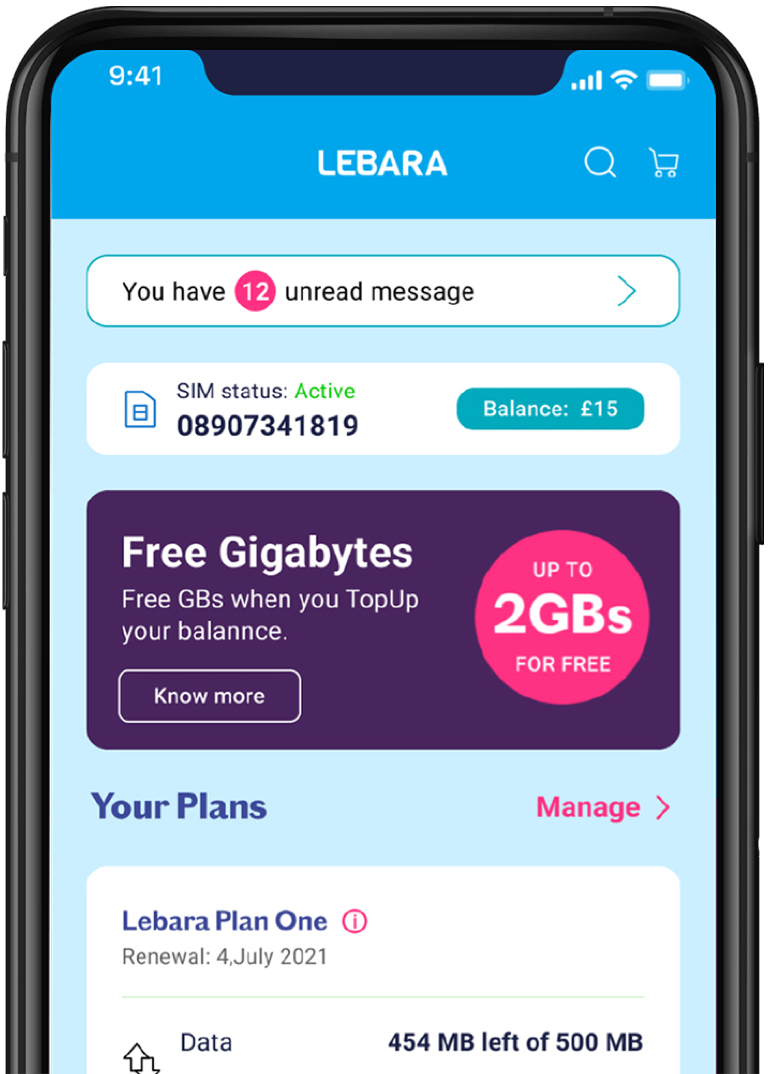 9:41
LEBARA
You have 12 unread message
SIM status: Active
08907341819
Balance: £15
Free Gigabytes
Free GBs when you TopUp
your balannce.
Know more
UP TO
2GBs
FOR FREE
Your Plans
Manage
Lebara Plan One
Renewal: 4,July 2021
Data
454 MB left of 500 MB